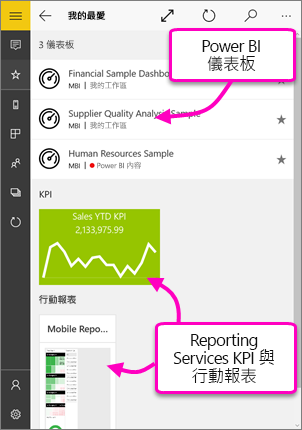 我的最愛
3 儀表板
Financial Sample Dashbo
MBI | 我的工作區
Supplier Quality Analysis Sample
MBI | 我的工作區
Human Resources Sample
MBI | Power BI 內容
Power BI
儀表板
KPI
Sales YTD KPI
2,133,975.99
行動報表
Mobile Repo...
Reporting
Services KPI 與
行動報表